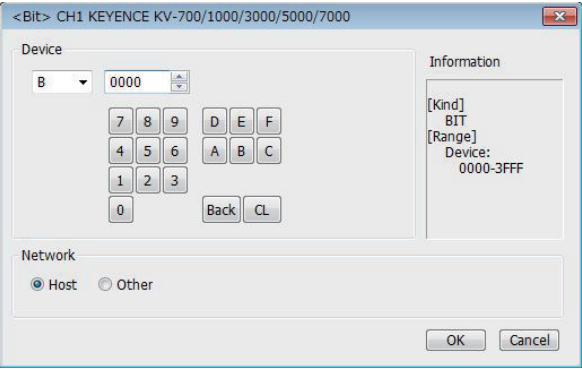 <Bit> CH1 KEYENCE KV-700/1000/3000/5000/7000
Device
B 0000
7 8 9 D E F
4 5 6 A B C
1 2 3
0 Back CL
Information
[Kind]
BIT
[Range]
Device:
0000-3FFF
Network
Host Other
OK Cancel